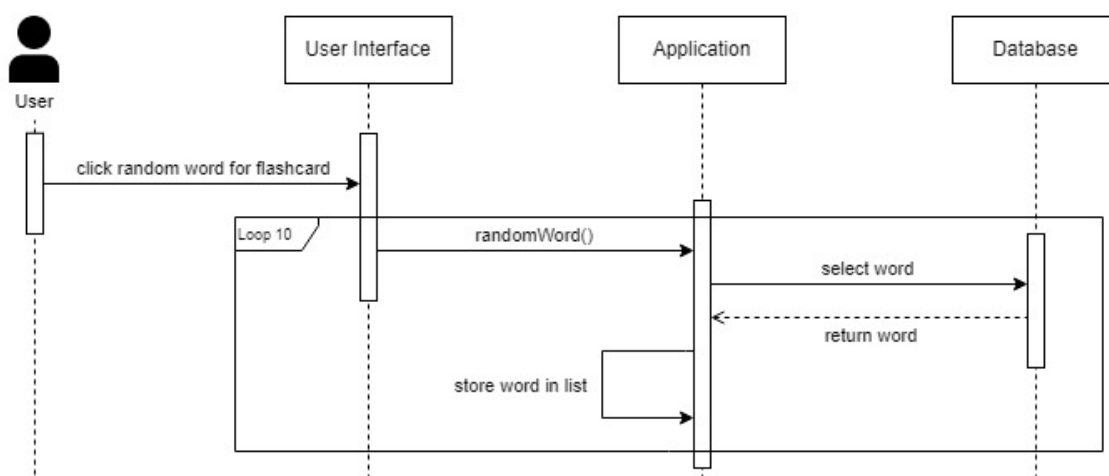 User Interface
Application
Database
User
click random word for flashcard
Loop 10
randomWord()
select word
return word
store word in list